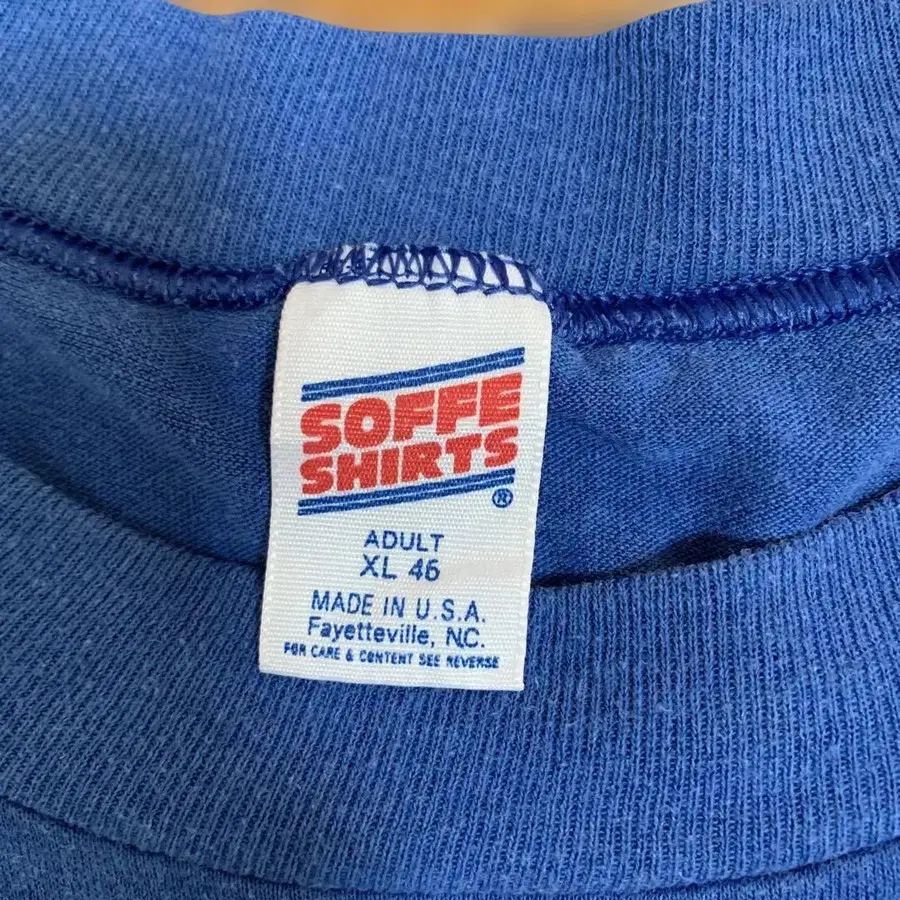 SOFFE
SHIRTS
®
ADULT
XL 46
MADE IN U.S.A.
Fayetteville, NC.
FOR CARE & CONTENT SEE REVERSE